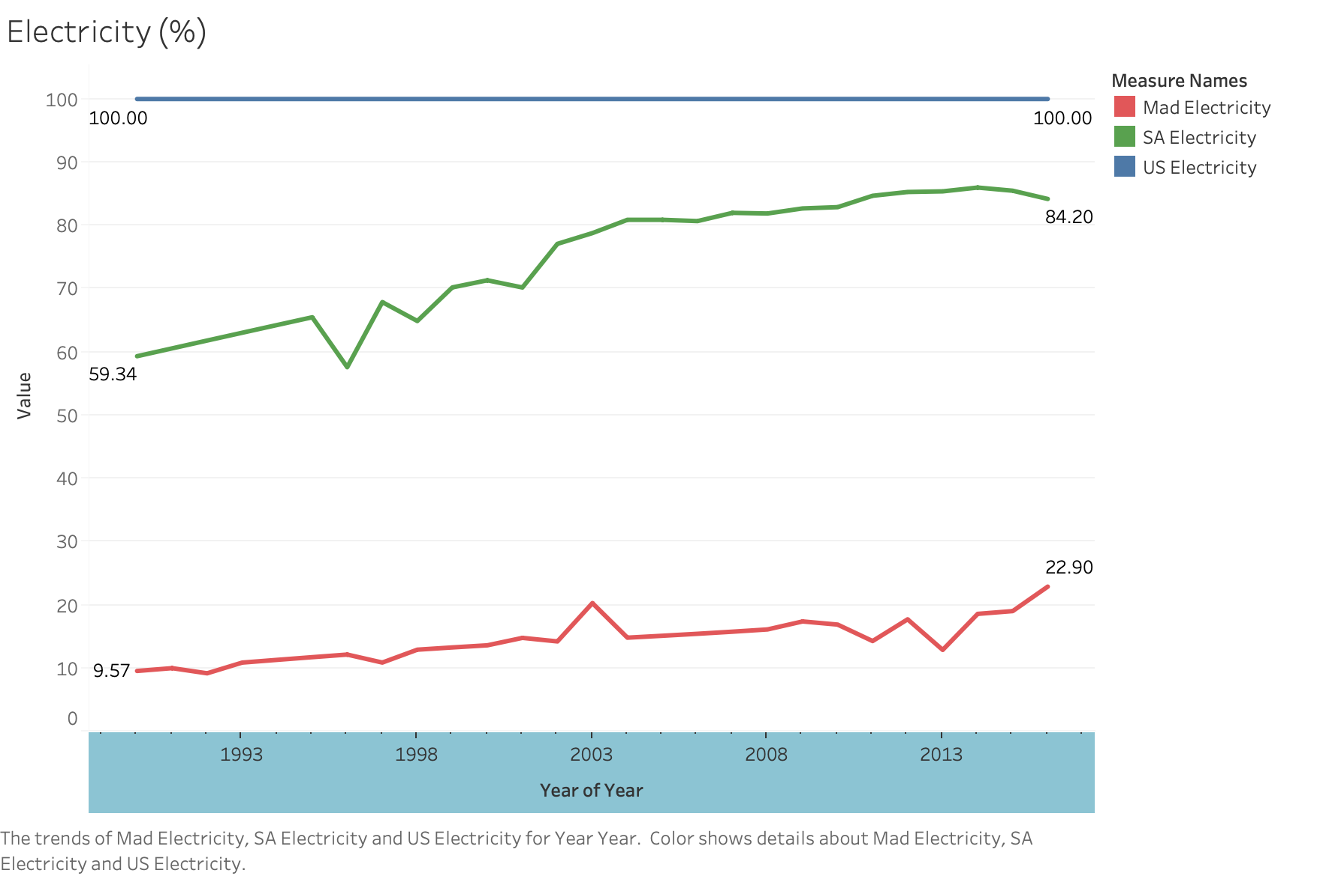 Electricity (%)
Measure Names
Mad Electricity
SA Electricity
US Electricity
Value
100
90
80
70
60
50
40
30
20
10
0
100.00
100.00
84.20
59.34
22.90
9.57
1993 1998 2003 2008 2013
Year of Year
The trends of Mad Electricity, SA Electricity and US Electricity for Year Year. Color shows details about Mad Electricity, SA
Electricity and US Electricity.